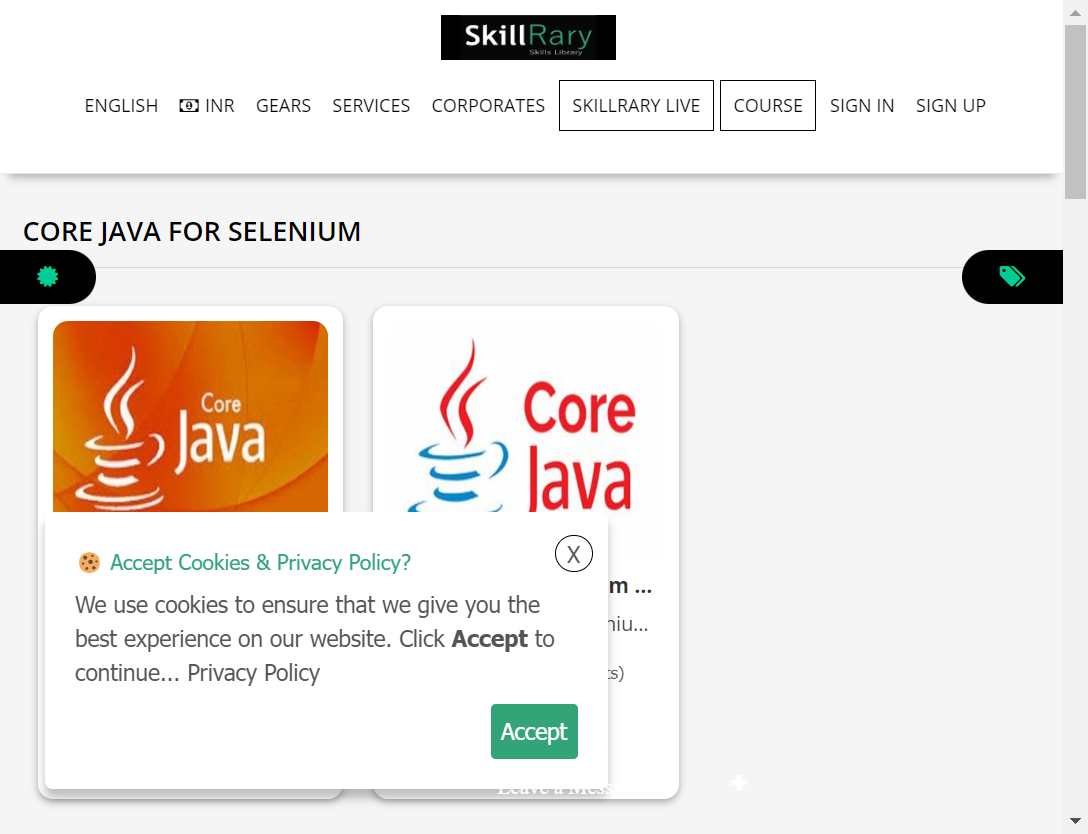 SkillRary
Skills Library
ENGLISH INR GEARS SERVICES CORPORATES SKILLRARY LIVE COURSE SIGN IN SIGN UP
CORE JAVA FOR SELENIUM
Core
Java
Core
Java
Accept Cookies & Privacy Policy?
X
We use cookies to ensure that we give you the
best experience on our website. Click Accept to
continue... Privacy Policy
Accept
Leave a Mess